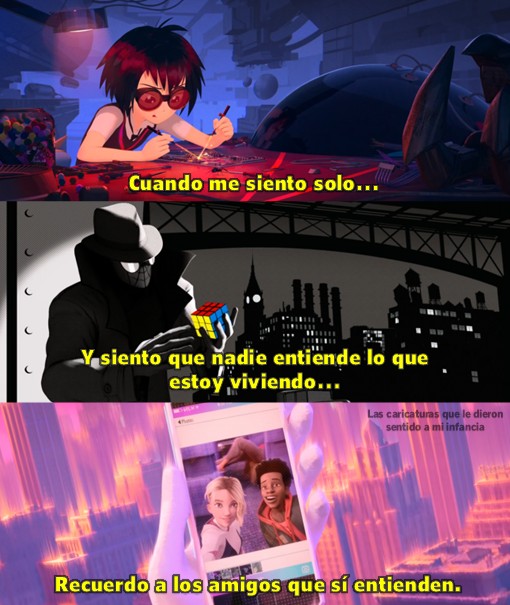 Cuando me siento solo...
Y siento que nadie entiende lo que
estoy viviendo...
Las caricaturas que le dieron
sentido a mi infancia
Recuerdo a los amigos que sí entienden.